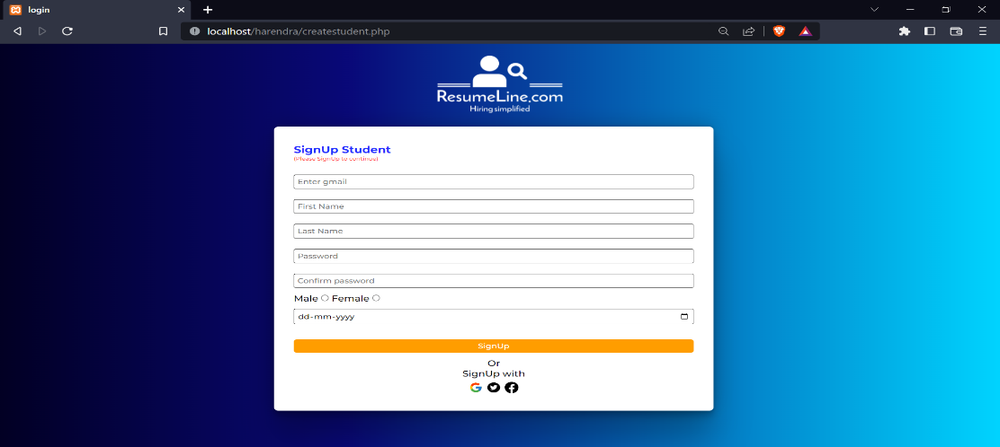 login
localhost/harendra/createstudent.php
ResumeLine.com
Hiring simplified
SignUp Student
(Please SignUp to continue)
Enter gmail
First Name
Last Name
Password
Confirm password
Male Female
dd-mm-yyyy
SignUp
Or
SignUp with